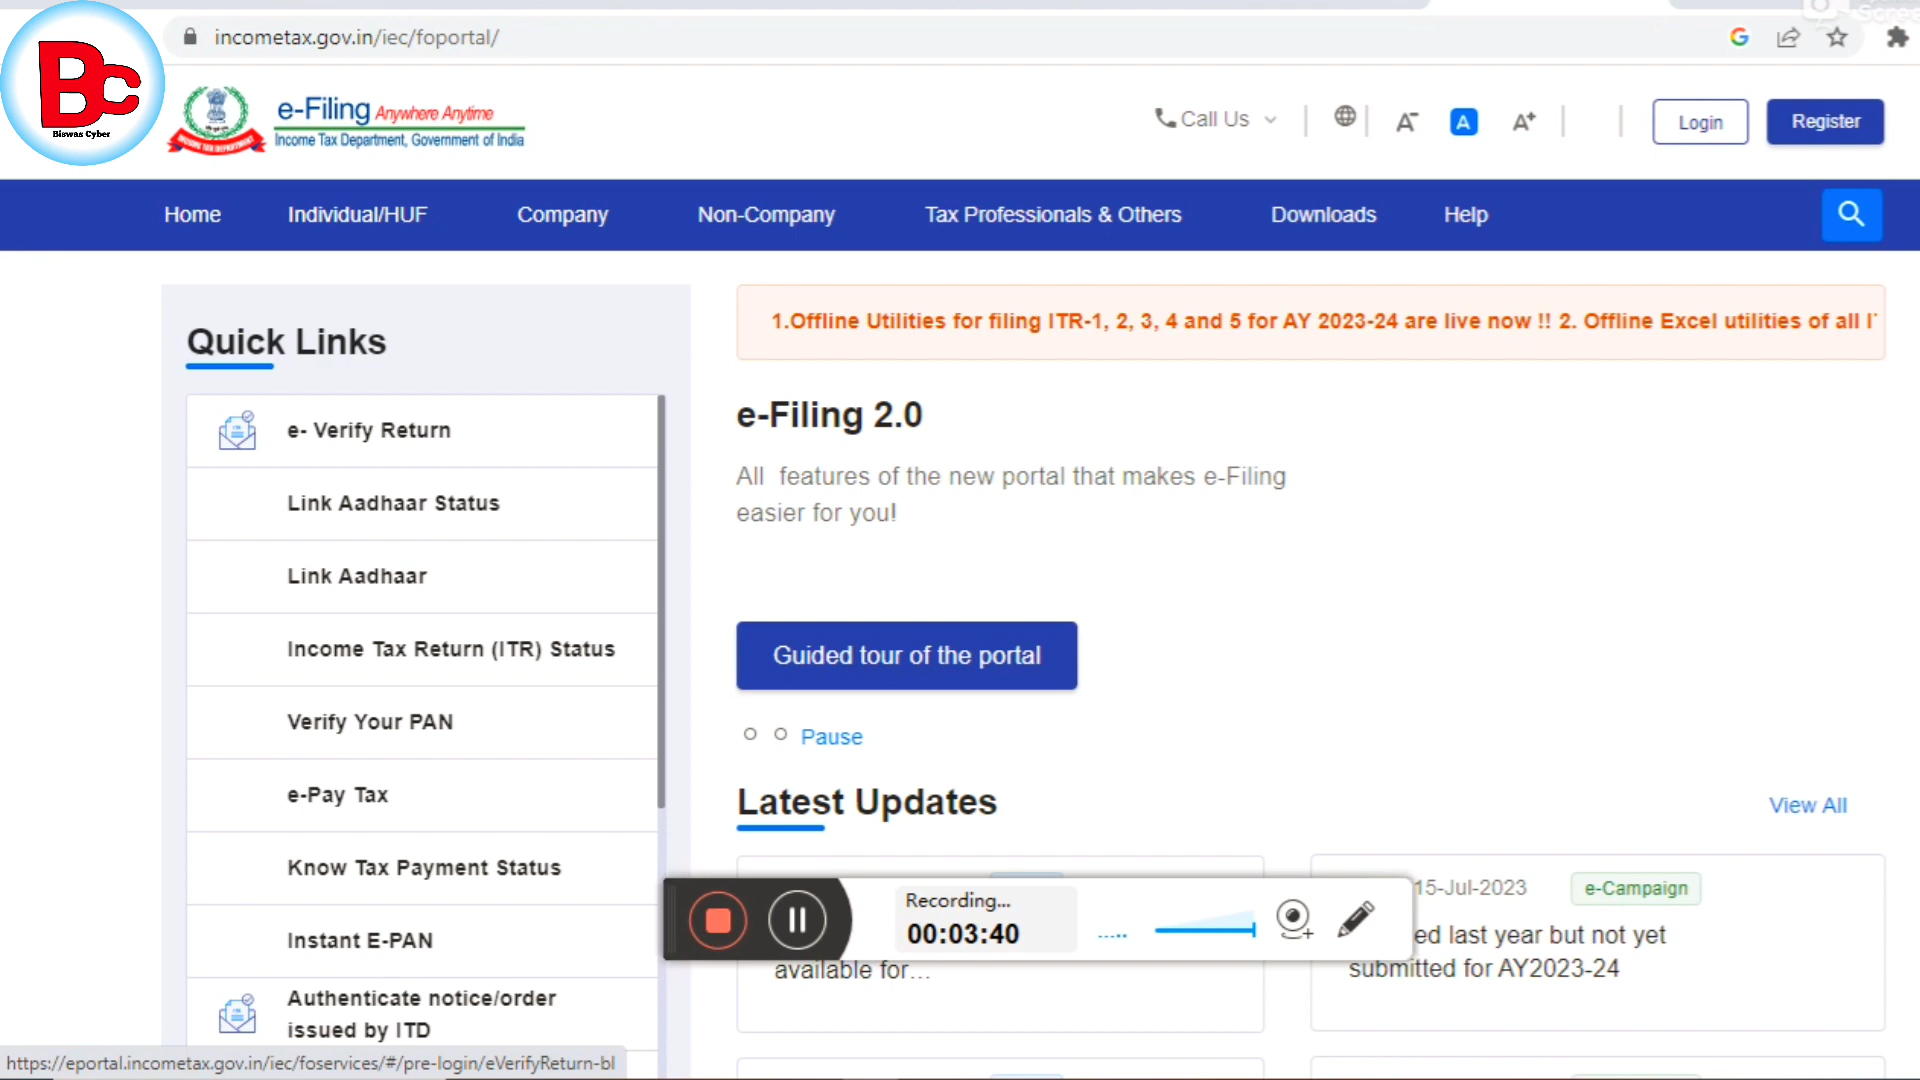 incometax.gov.in/iec/foportal/
BC
Biswas Cyber
e-Filing Anywhere Anytime
Income Tax Department, Government of India
Call Us
A-
A
A+
Login
Register
Home
Individual/HUF
Company
Non-Company
Tax Professionals & Others
Downloads
Help
Quick Links
e- Verify Return
Link Aadhaar Status
Link Aadhaar
Income Tax Return (ITR) Status
Verify Your PAN
e-Pay Tax
Know Tax Payment Status
Instant E-PAN
Authenticate notice/order
issued by ITD
1.Offline Utilities for filing ITR-1, 2, 3, 4 and 5 for AY 2023-24 are live now !! 2. Offline Excel utilities of all
e-Filing 2.0
All features of the new portal that makes e-Filing
easier for you!
Guided tour of the portal
Pause
Latest Updates
View All
available for...
15-Jul-2023
e-Campaign
ed last year but not yet
submitted for AY2023-24
Recording...
00:03:40
https://eportal.incometax.gov.in/iec/foservices/#/pre-login/eVerifyReturn-bl